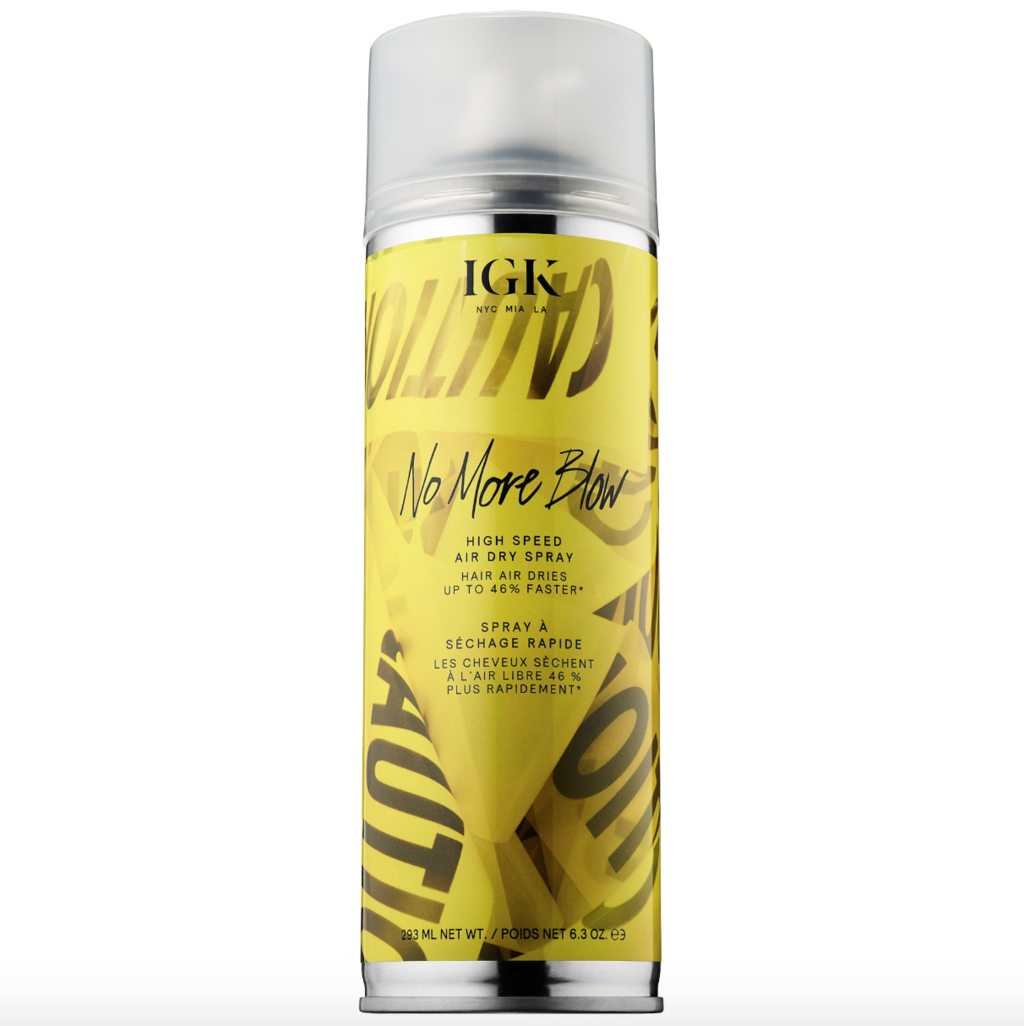 IGK
NYC MIA LA
CAUTION
No More Blow
HIGH SPEED
AIR DRY SPRAY
HAIR AIR DRIES
UP TO 46% FASTER*
SPRAY À
SÉCHAGE RAPIDE
LES CHEVEUX SÈCHENT
À L'AIR LIBRE 46 %
PLUS RAPIDEMENT*
CAUTIO
293 ML NET WT. / POIDS NET 6.3 OZ.